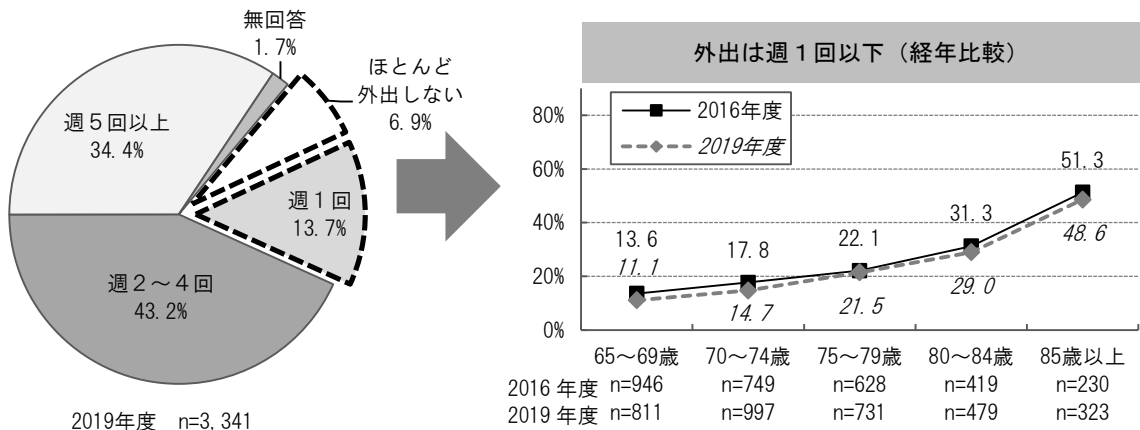 無回答
1.7%
ほとんど
外出しない
6.9%
週５回以上
34.4%
週１回
13.7%
週２～４回
43.2%
2019年度 n=3,341
外出は週１回以下（経年比較）
80%
60%
40%
20%
0%
2016年度
2019年度
13.6
17.8
22.1
31.3
51.3
11.1
14.7
21.5
29.0
48.6
65～69歳 70～74歳 75～79歳 80～84歳 85歳以上
2016 年度 n=946 n=749 n=628 n=419 n=230
2019 年度 n=811 n=997 n=731 n=479 n=323